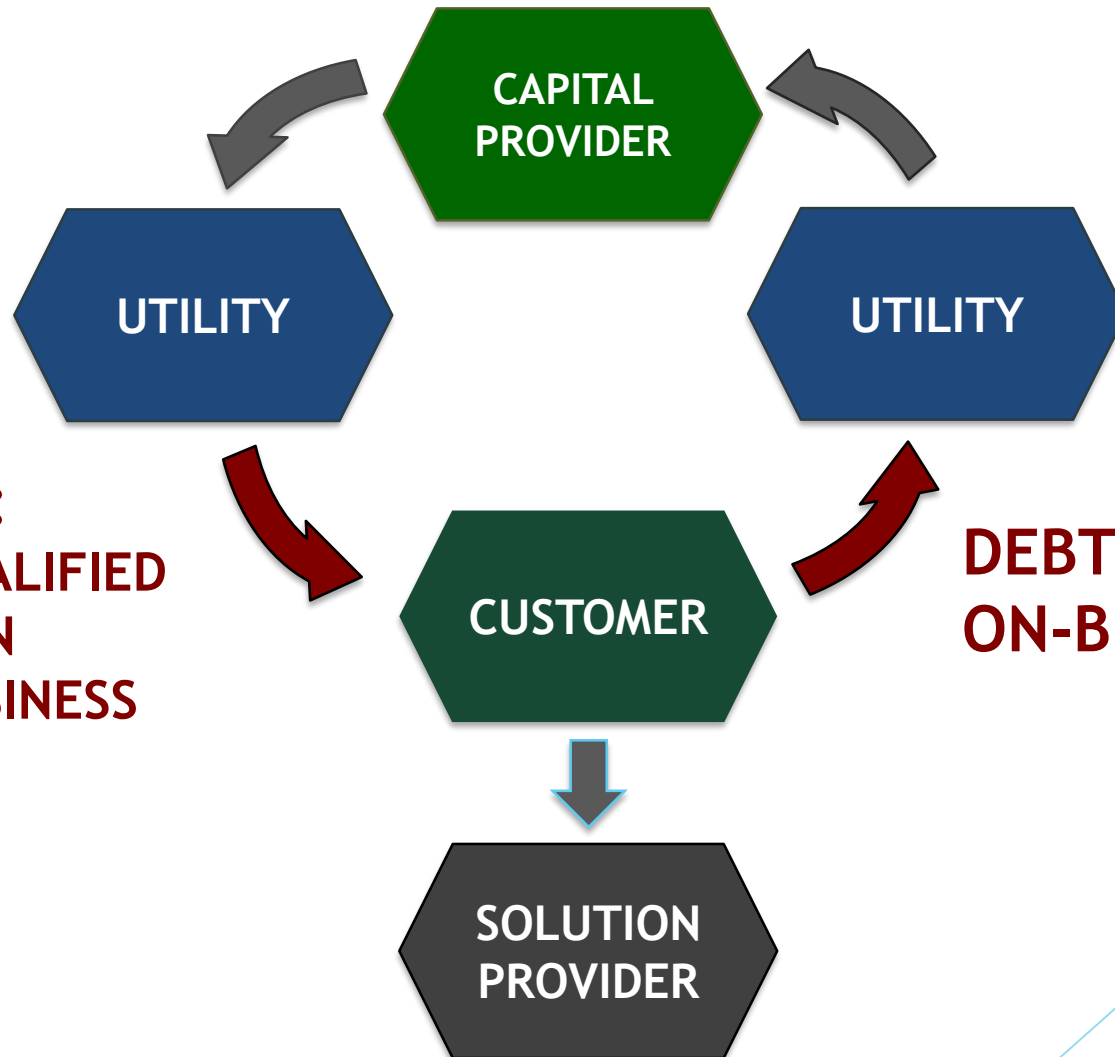 CAPITAL
PROVIDER
UTILITY
UTILITY
:
ALIFIED
N
SINESS
CUSTOMER
DEBT
ON-B
SOLUTION
PROVIDER